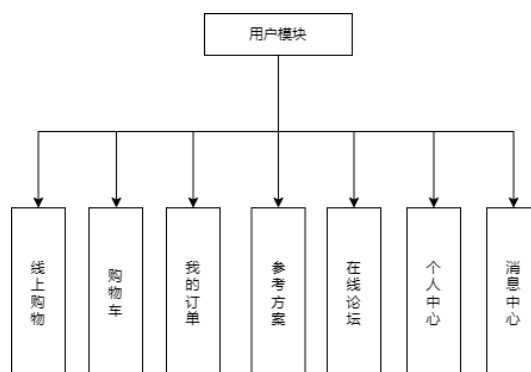 用户模块
线上购物
购物车
我的订单
参考方案
在线论坛
个人中心
消息中心